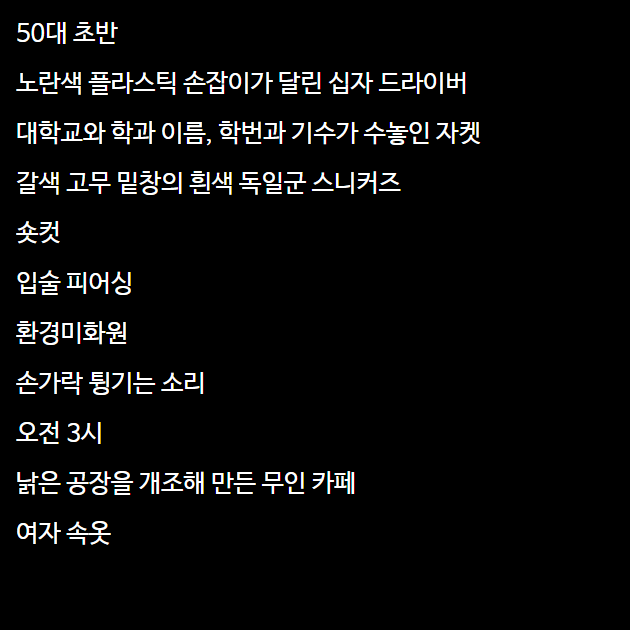 50대 초반
노란색 플라스틱 손잡이가 달린 십자 드라이버
대학교와 학과 이름, 학번과 기수가 수놓인 자켓
갈색 고무 밑창의 흰색 독일군 스니커즈
숏컷
입술 피어싱
환경미화원
손가락 튕기는 소리
오전 3시
낡은 공장을 개조해 만든 무인 카페
여자 속옷